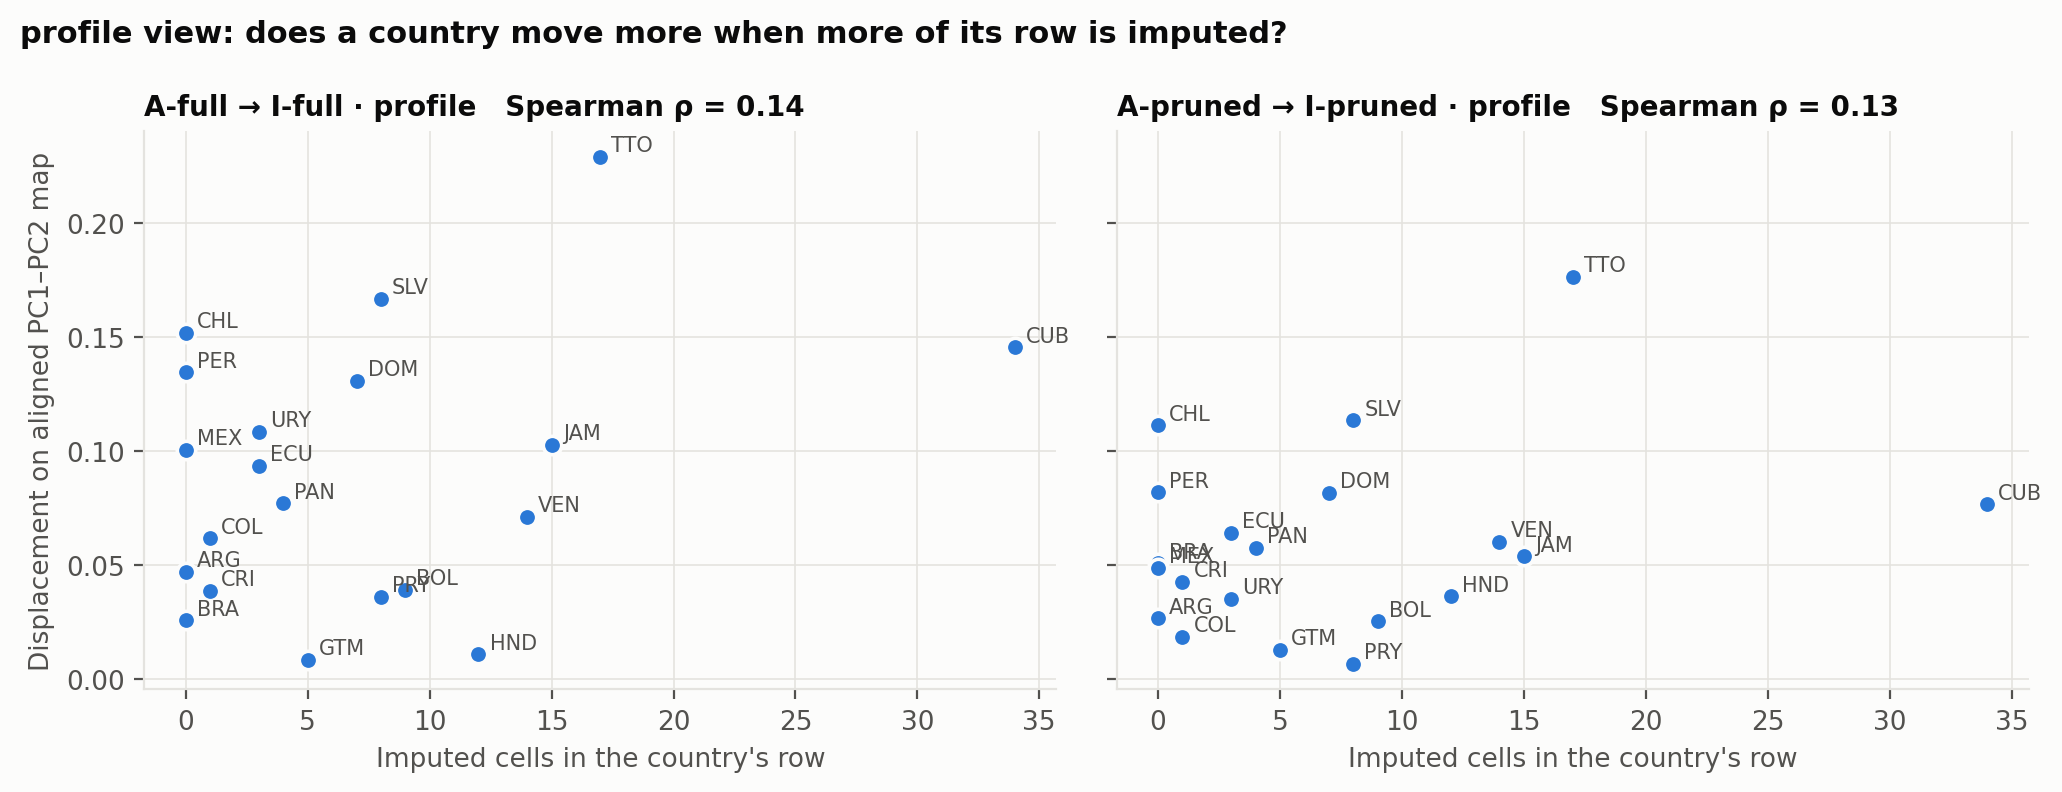 profile view: does a country move more when more of its row is imputed?
A-full → I-full · profile Spearman ρ = 0.14
Displacement on aligned PC1–PC2 map
0.20
0.15
0.10
0.05
0.00
TTO
SLV
CHL
CUB
PER
DOM
URY
MEX
JAM
ECU
PAN
VEN
COL
ARG
CRI
PRY
BOL
BRA
GTM
HND
0 5 10 15 20 25 30 35
Imputed cells in the country's row
A-pruned → I-pruned · profile Spearman ρ = 0.13
TTO
CHL
SLV
PER
DOM
CUB
ECU
PAN
VEN
JAM
BRA
MEX
CRI
URY
HND
ARG
BOL
COL
GTM
PRY
0 5 10 15 20 25 30 35
Imputed cells in the country's row